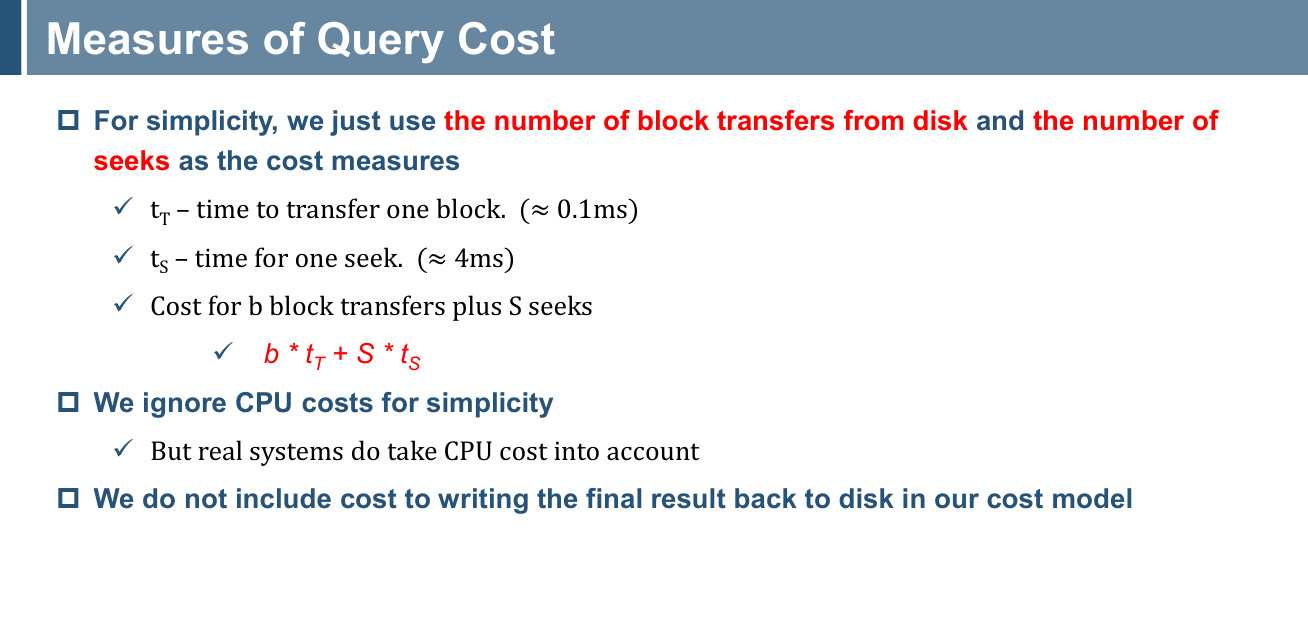 Measures of Query Cost
For simplicity, we just use the number of block transfers from disk and the number of
seeks as the cost measures
t_T – time to transfer one block. (≈ 0.1ms)
t_S – time for one seek. (≈ 4ms)
Cost for b block transfers plus S seeks
b * t_T + S * t_S
We ignore CPU costs for simplicity
But real systems do take CPU cost into account
We do not include cost to writing the final result back to disk in our cost model